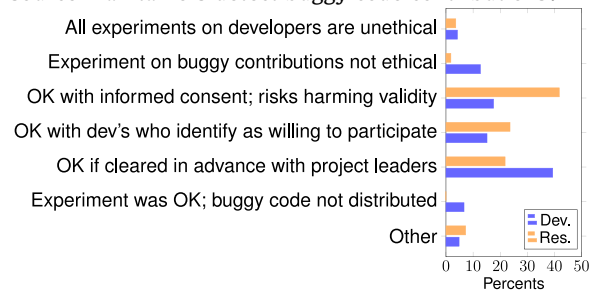 All experiments on developers are unethical
Experiment on buggy contributions not ethical
OK with informed consent; risks harming validity
OK with dev's who identify as willing to participate
OK if cleared in advance with project leaders
Experiment was OK; buggy code not distributed
Other
Dev.
Res.
0 10 20 30 40 50
Percents